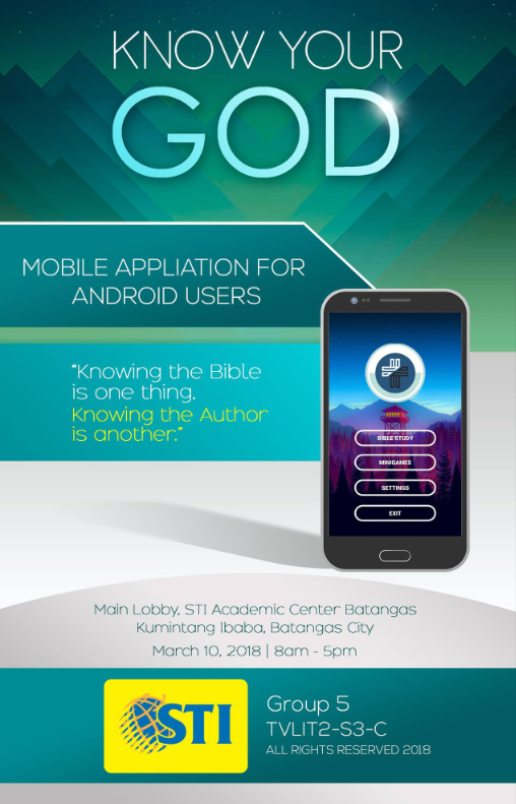 KNOW YOUR
GOD
MOBILE APPLIATION FOR
ANDROID USERS
"Knowing the Bible
is one thing.
Knowing the Author
is another."
BIBLE STUDY
MINIGAMES
SETTINGS
EXIT
Main Lobby, STI Academic Center Batangas
Kumintang Ibaba, Batangas City
March 10, 2018 | 8am - 5pm
STI
Group 5
TVLIT2-S3-C
ALL RIGHTS RESERVED 2018